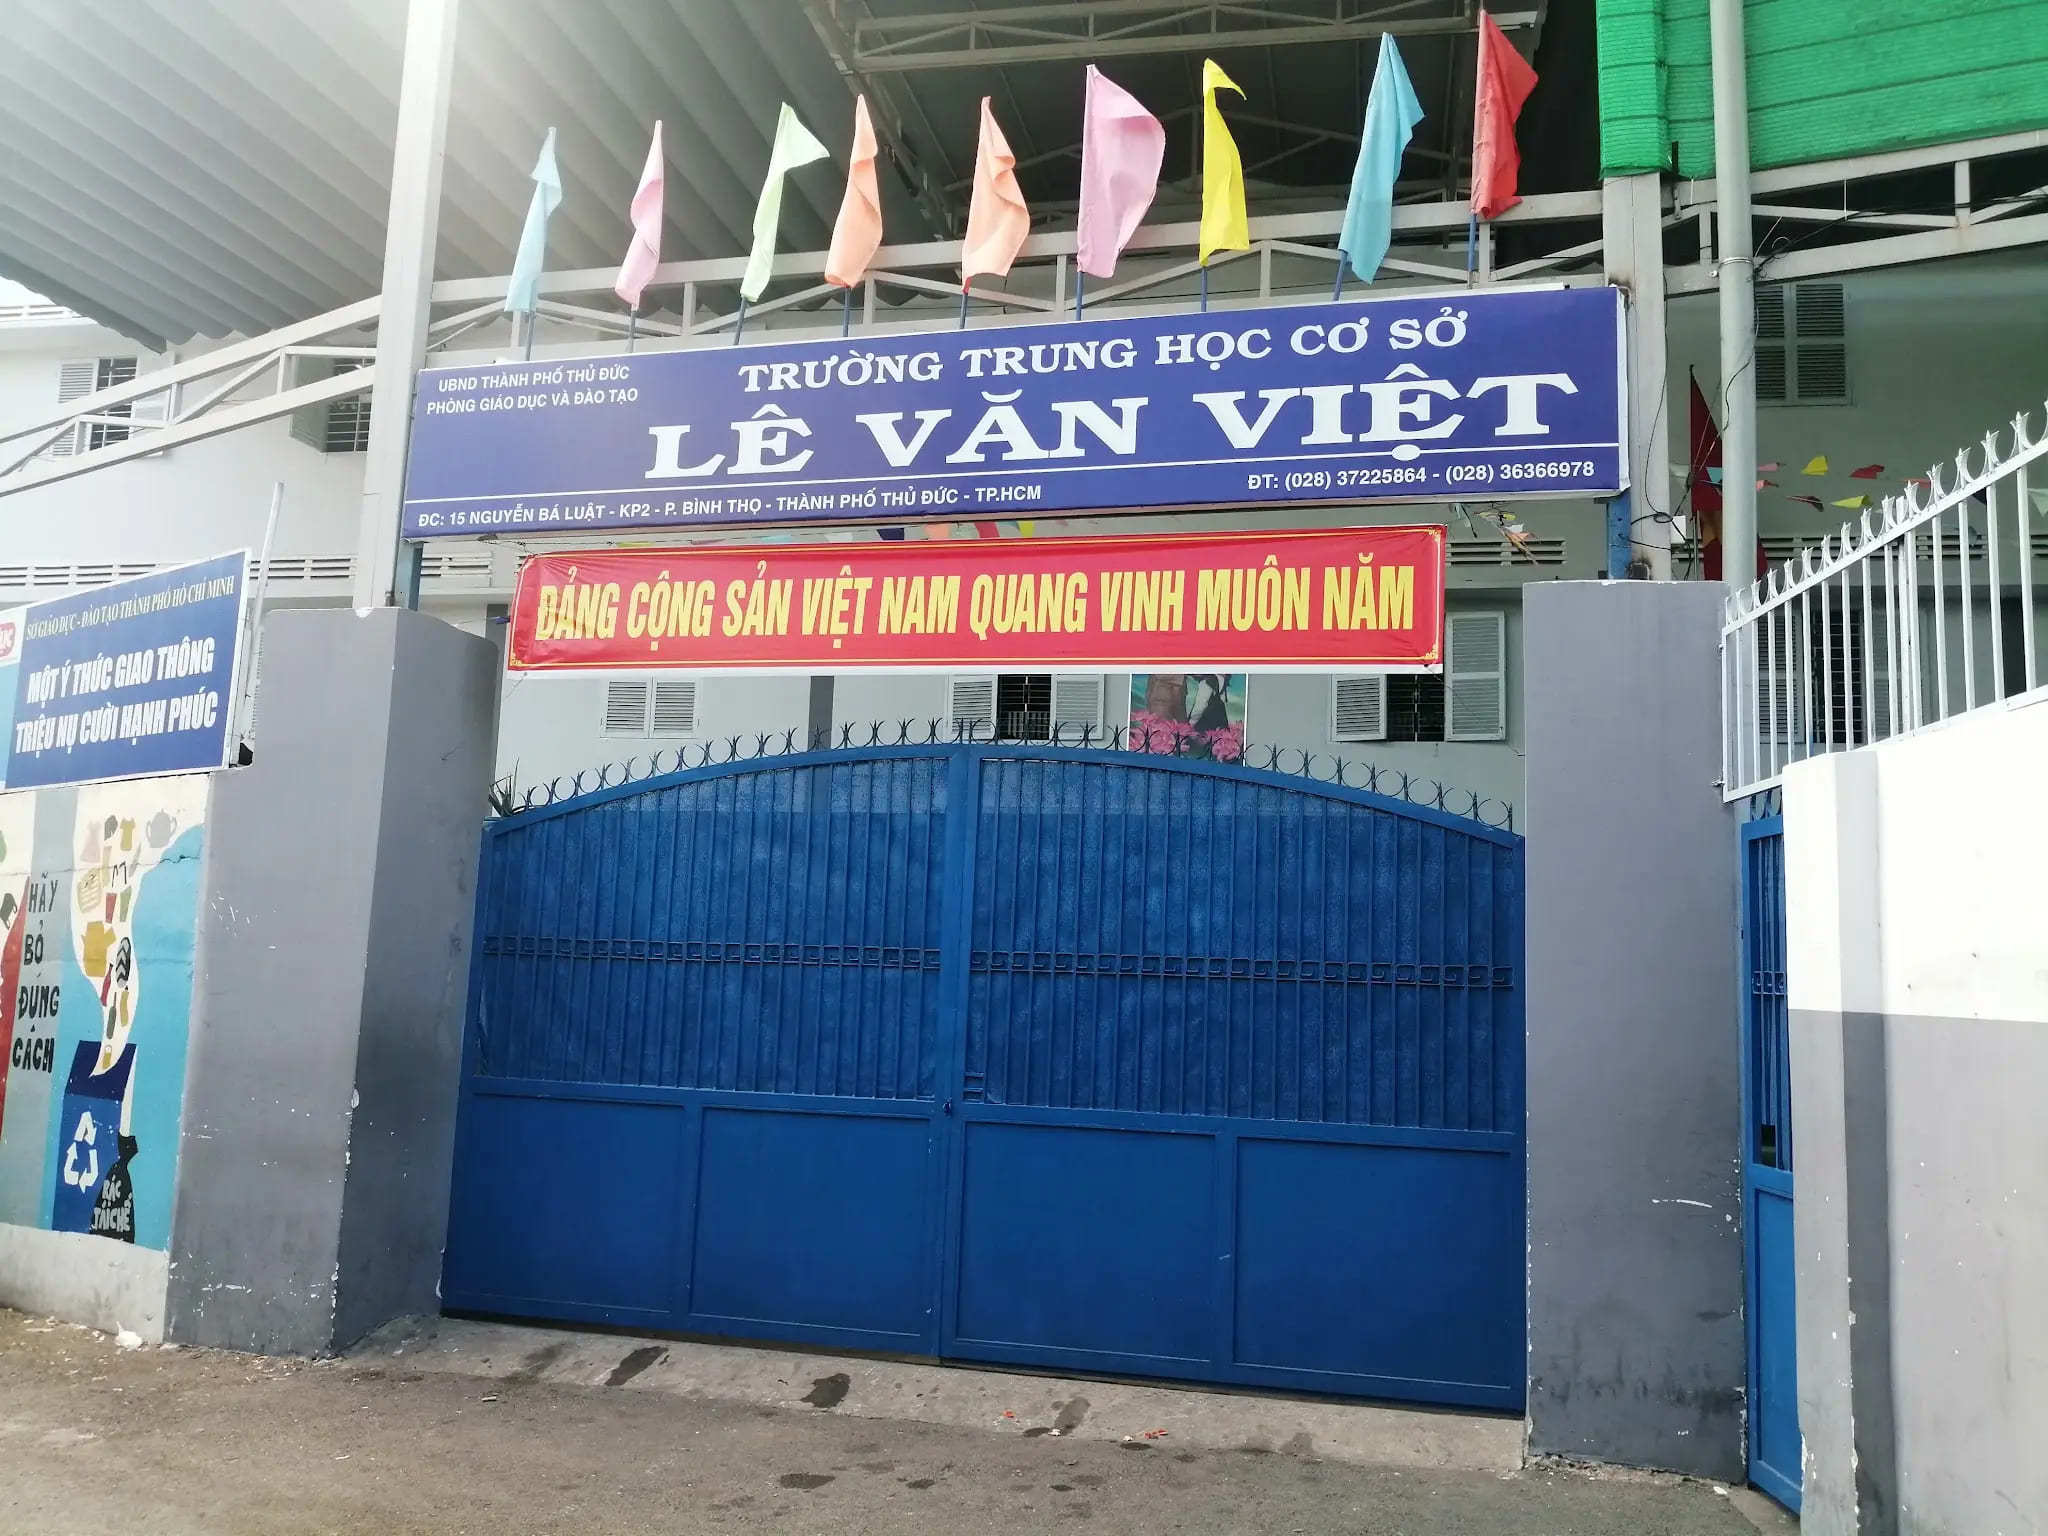 UBND THÀNH PHỐ THỦ ĐỨC
PHÒNG GIÁO DỤC VÀ ĐÀO TẠO
TRƯỜNG TRUNG HỌC CƠ SỞ
LÊ VĂN VIỆT
ĐC: 15 NGUYỄN BÁ LUẬT - KP2 - P. BÌNH THỌ - THÀNH PHỐ THỦ ĐỨC - TP.HCM
ĐT: (028) 37225864 - (028) 36366978
ĐẢNG CỘNG SẢN VIỆT NAM QUANG VINH MUÔN NĂM
SỞ GIÁO DỤC - ĐÀO TẠO THÀNH PHỐ HỒ CHÍ MINH
MỘT Ý THỨC GIAO THÔNG
TRIỆU NỤ CƯỜI HẠNH PHÚC
HÃY
BỎ
ĐÚNG
CÁCH
RÁC
TÁI CHẾ